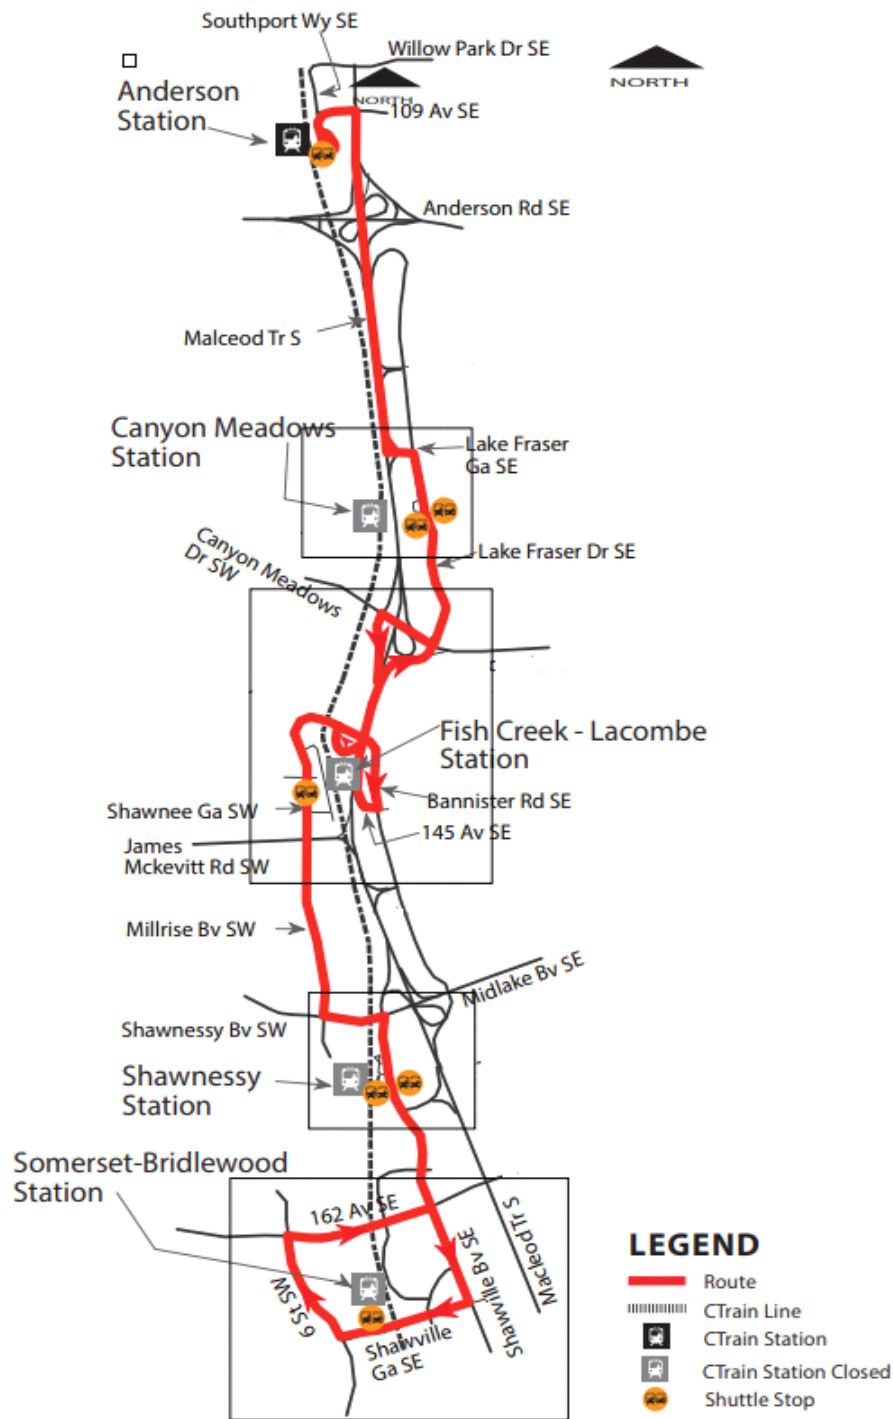 Southport Wy SE
Willow Park Dr SE
NORTH
NORTH
Anderson
Station
109 Av SE
Anderson Rd SE
Malceod Tr S
Canyon Meadows
Station
Lake Fraser
Ga SE
Canyon Meadows
Dr SW
Lake Fraser Dr SE
Fish Creek - Lacombe
Station
Shawnee Ga SW
Bannister Rd SE
145 Av SE
James
Mckevitt Rd SW
Millrise Bv SW
Midlake Bv SE
Shawnessy Bv SW
Shawnessy
Station
Somerset-Bridlewood
Station
162 Av SE
6 St SW
Shawville
Ga SE
Shawville Bv SE
Macleod Tr S
LEGEND
Route
CTrain Line
CTrain Station
CTrain Station Closed
Shuttle Stop